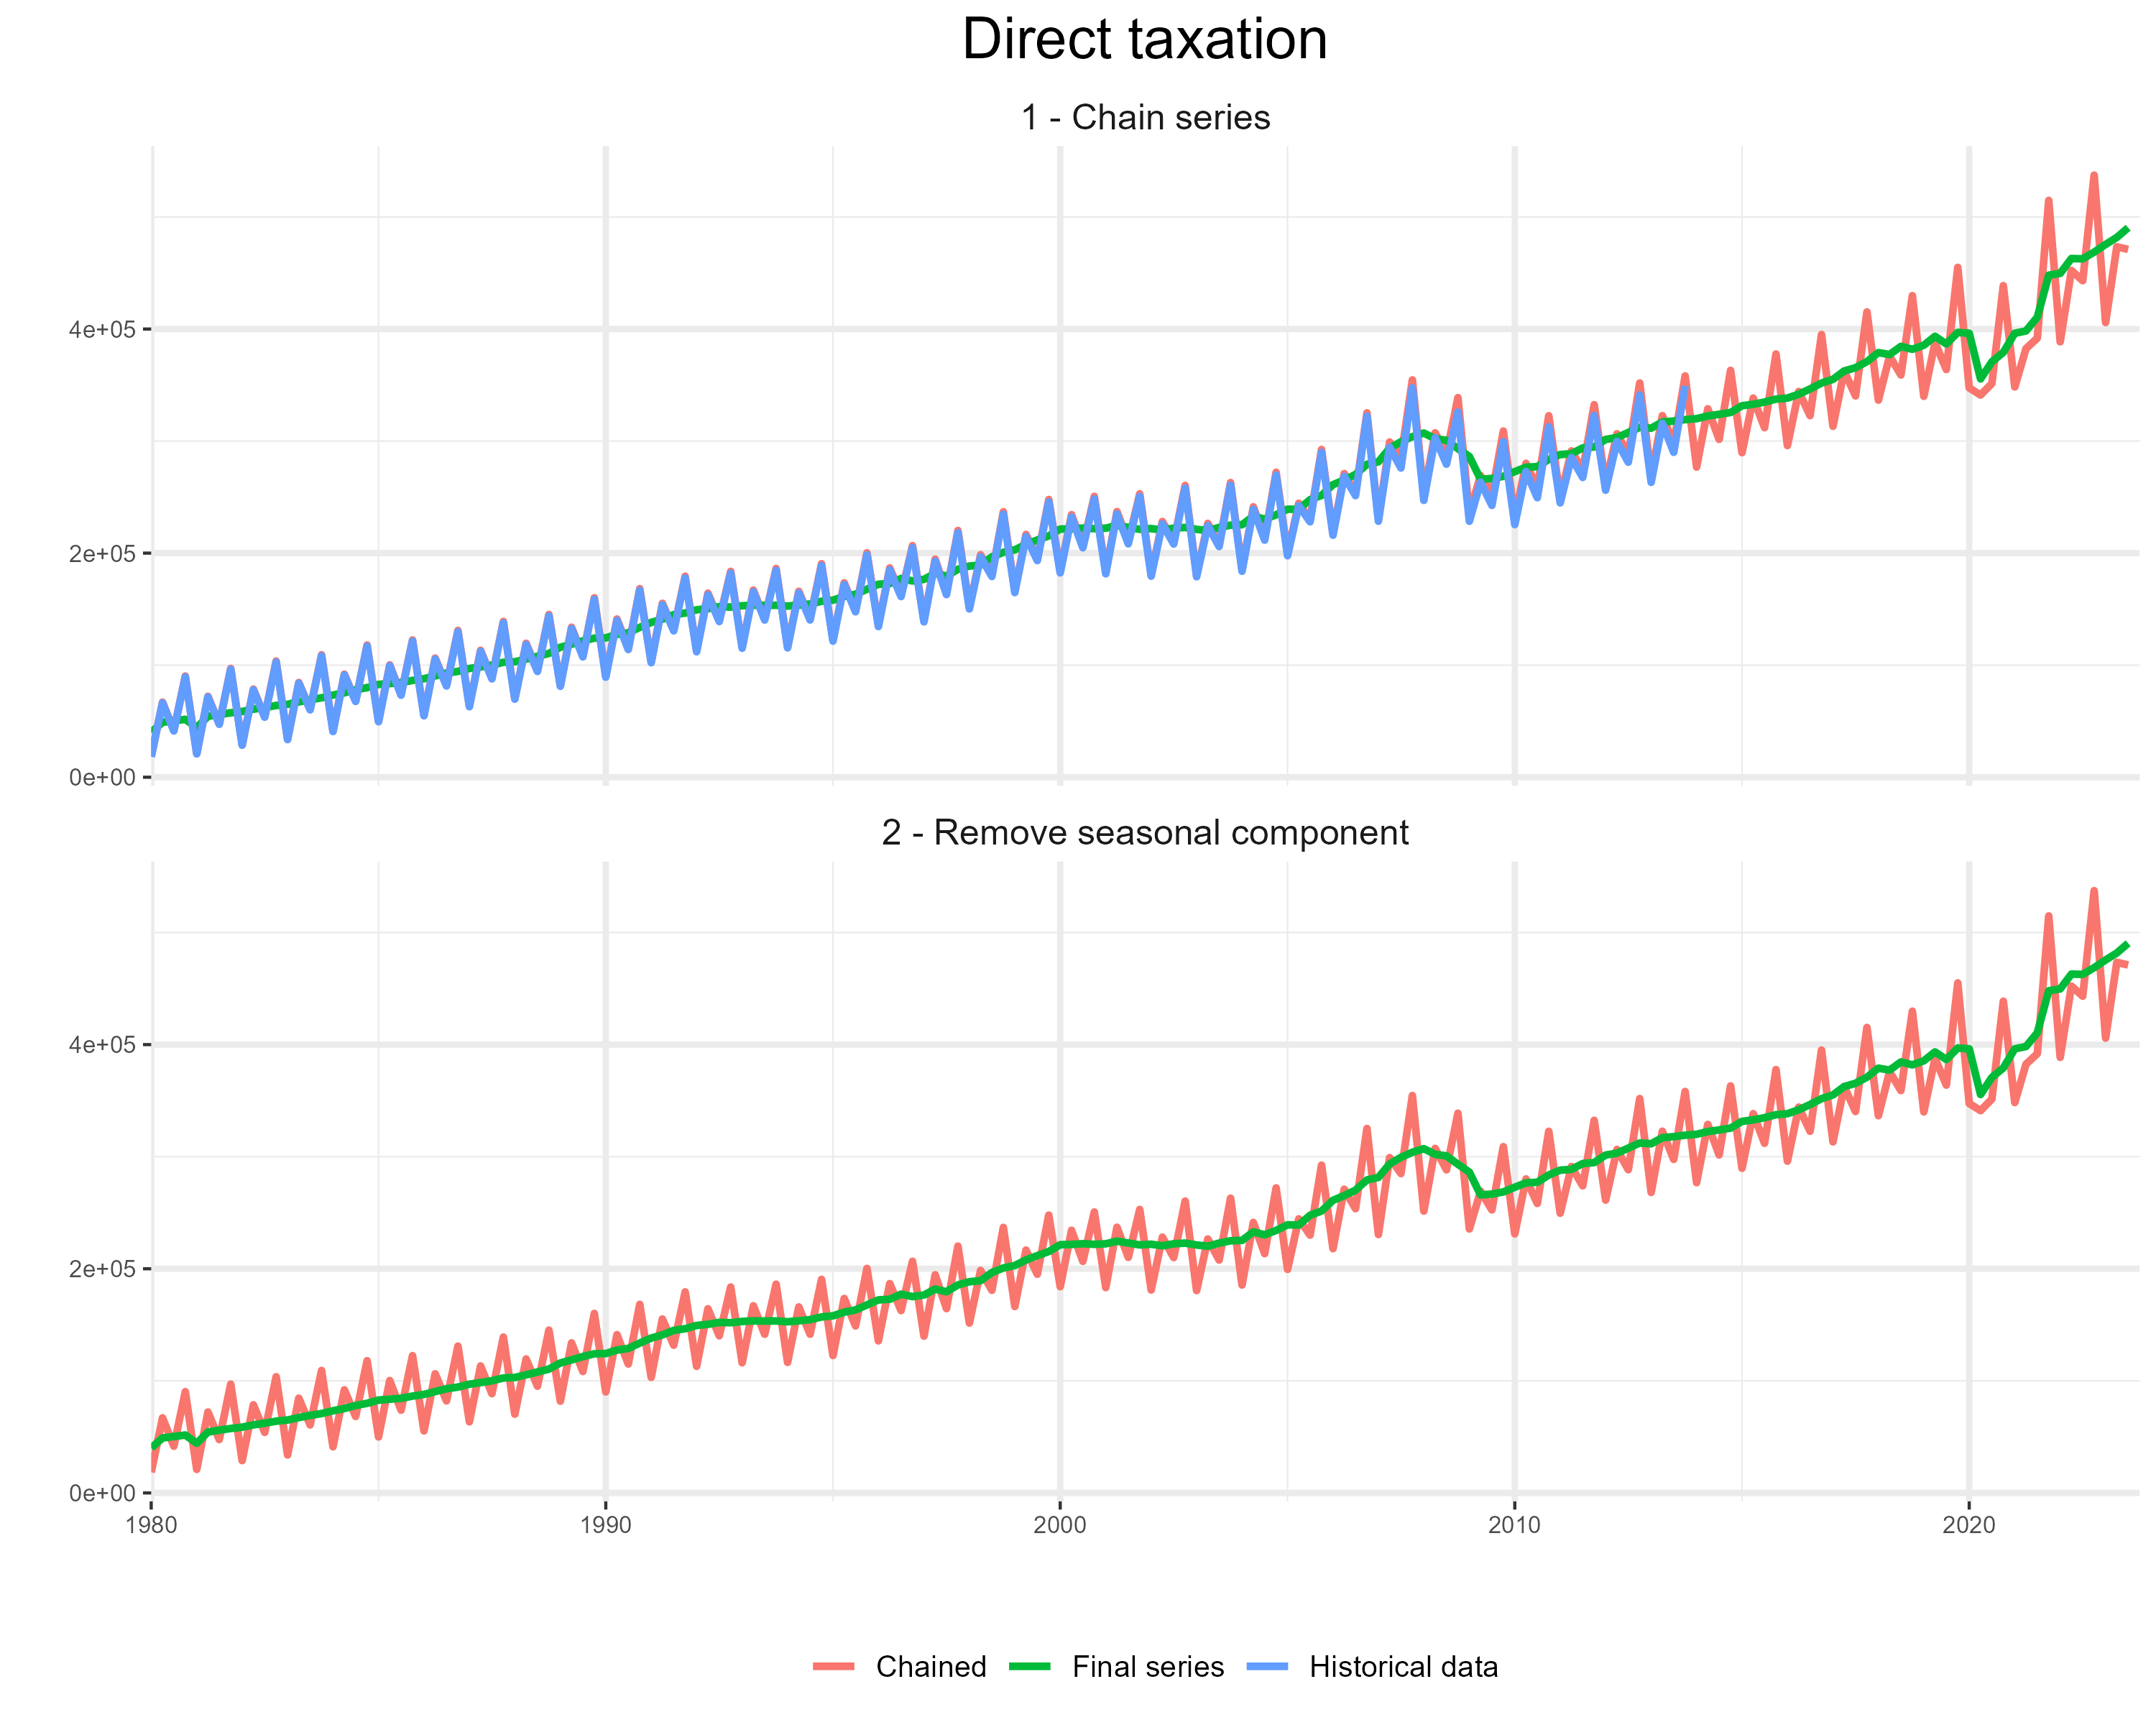 Direct taxation
1 - Chain series
4e+05
2e+05
0e+00
2 - Remove seasonal component
4e+05
2e+05
0e+00
1980 1990 2000 2010 2020
Chained Final series Historical data